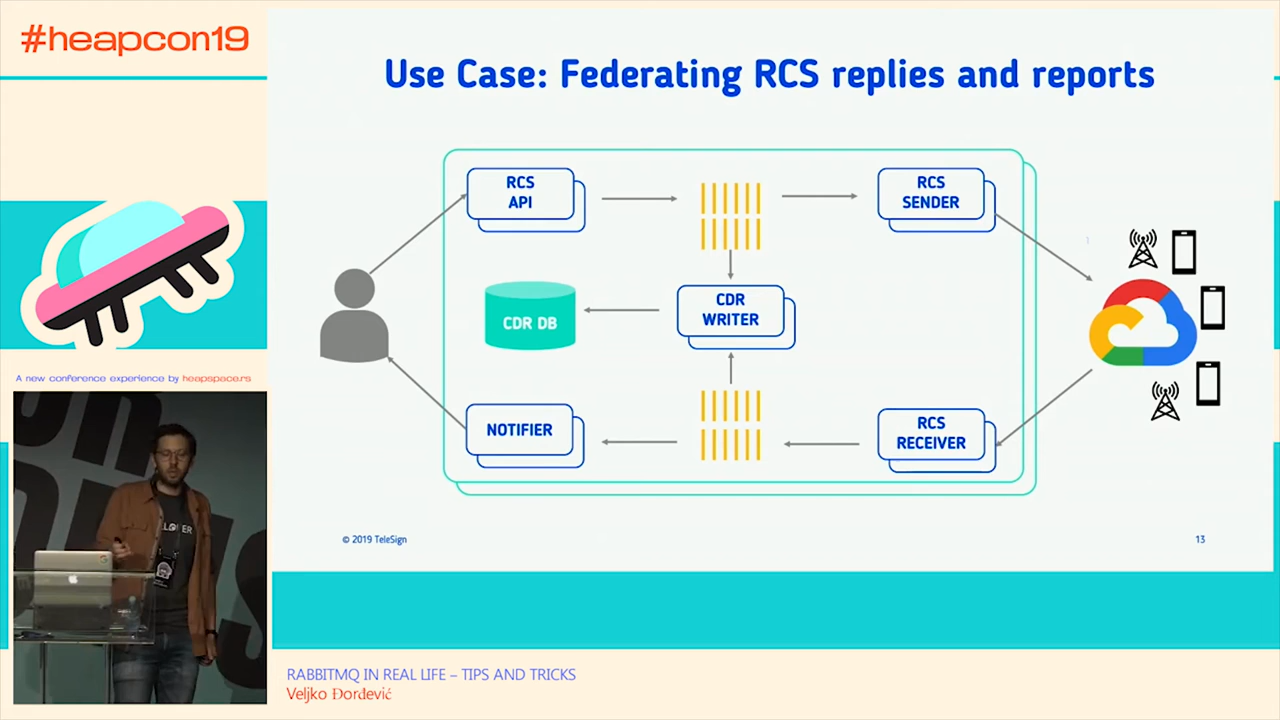 #heapcon19
Use Case: Federating RCS replies and reports
RCS
API
RCS
SENDER
CDR
WRITER
CDR DB
NOTIFIER
RCS
RECEIVER
A new conference experience by heapspace.rs
© 2019 TeleSign
13
RABBITMQ IN REAL LIFE – TIPS AND TRICKS
Veljko Đorđević